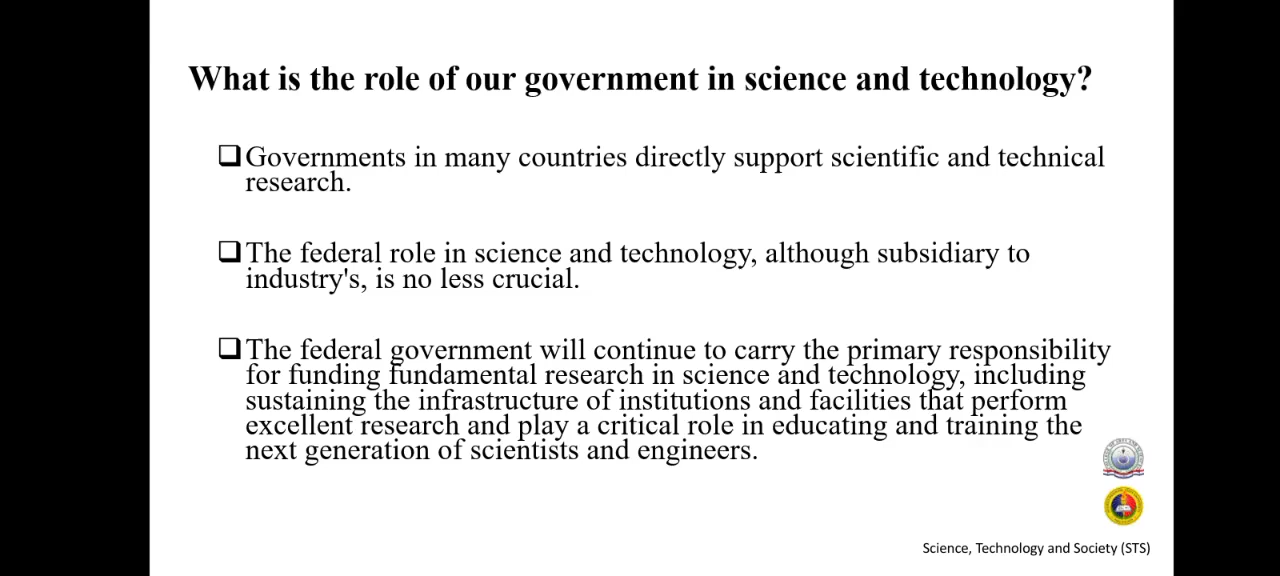 What is the role of our government in science and technology?
❑Governments in many countries directly support scientific and technical
research.
❑The federal role in science and technology, although subsidiary to
industry's, is no less crucial.
❑The federal government will continue to carry the primary responsibility
for funding fundamental research in science and technology, including
sustaining the infrastructure of institutions and facilities that perform
excellent research and play a critical role in educating and training the
next generation of scientists and engineers.
Science, Technology and Society (STS)